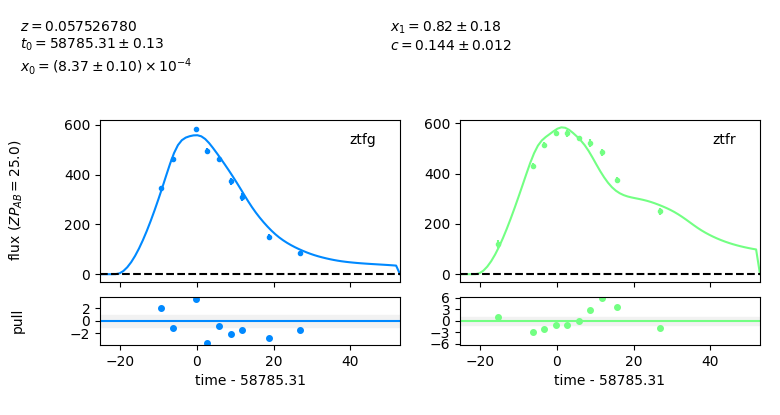 z = 0.057526780
t₀ = 58785.31 ± 0.13
x₀ = (8.37 ± 0.10) × 10⁻⁴
x₁ = 0.82 ± 0.18
c = 0.144 ± 0.012
flux (ZP_AB = 25.0)
600
400
200
0
ztfg
600
400
200
0
ztfr
pull
2
0
−2
−20 0 20 40
time - 58785.31
6
3
0
−3
−6
−20 0 20 40
time - 58785.31